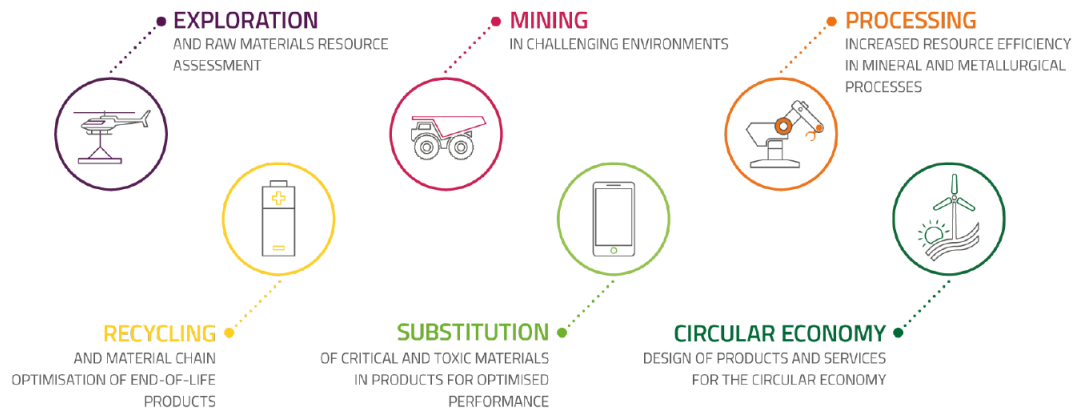 EXPLORATION
AND RAW MATERIALS RESOURCE
ASSESSMENT
MINING
IN CHALLENGING ENVIRONMENTS
PROCESSING
INCREASED RESOURCE EFFICIENCY
IN MINERAL AND METALLURGICAL
PROCESSES
RECYCLING
AND MATERIAL CHAIN
OPTIMISATION OF END-OF-LIFE
PRODUCTS
SUBSTITUTION
OF CRITICAL AND TOXIC MATERIALS
IN PRODUCTS FOR OPTIMISED
PERFORMANCE
CIRCULAR ECONOMY
DESIGN OF PRODUCTS AND SERVICES
FOR THE CIRCULAR ECONOMY